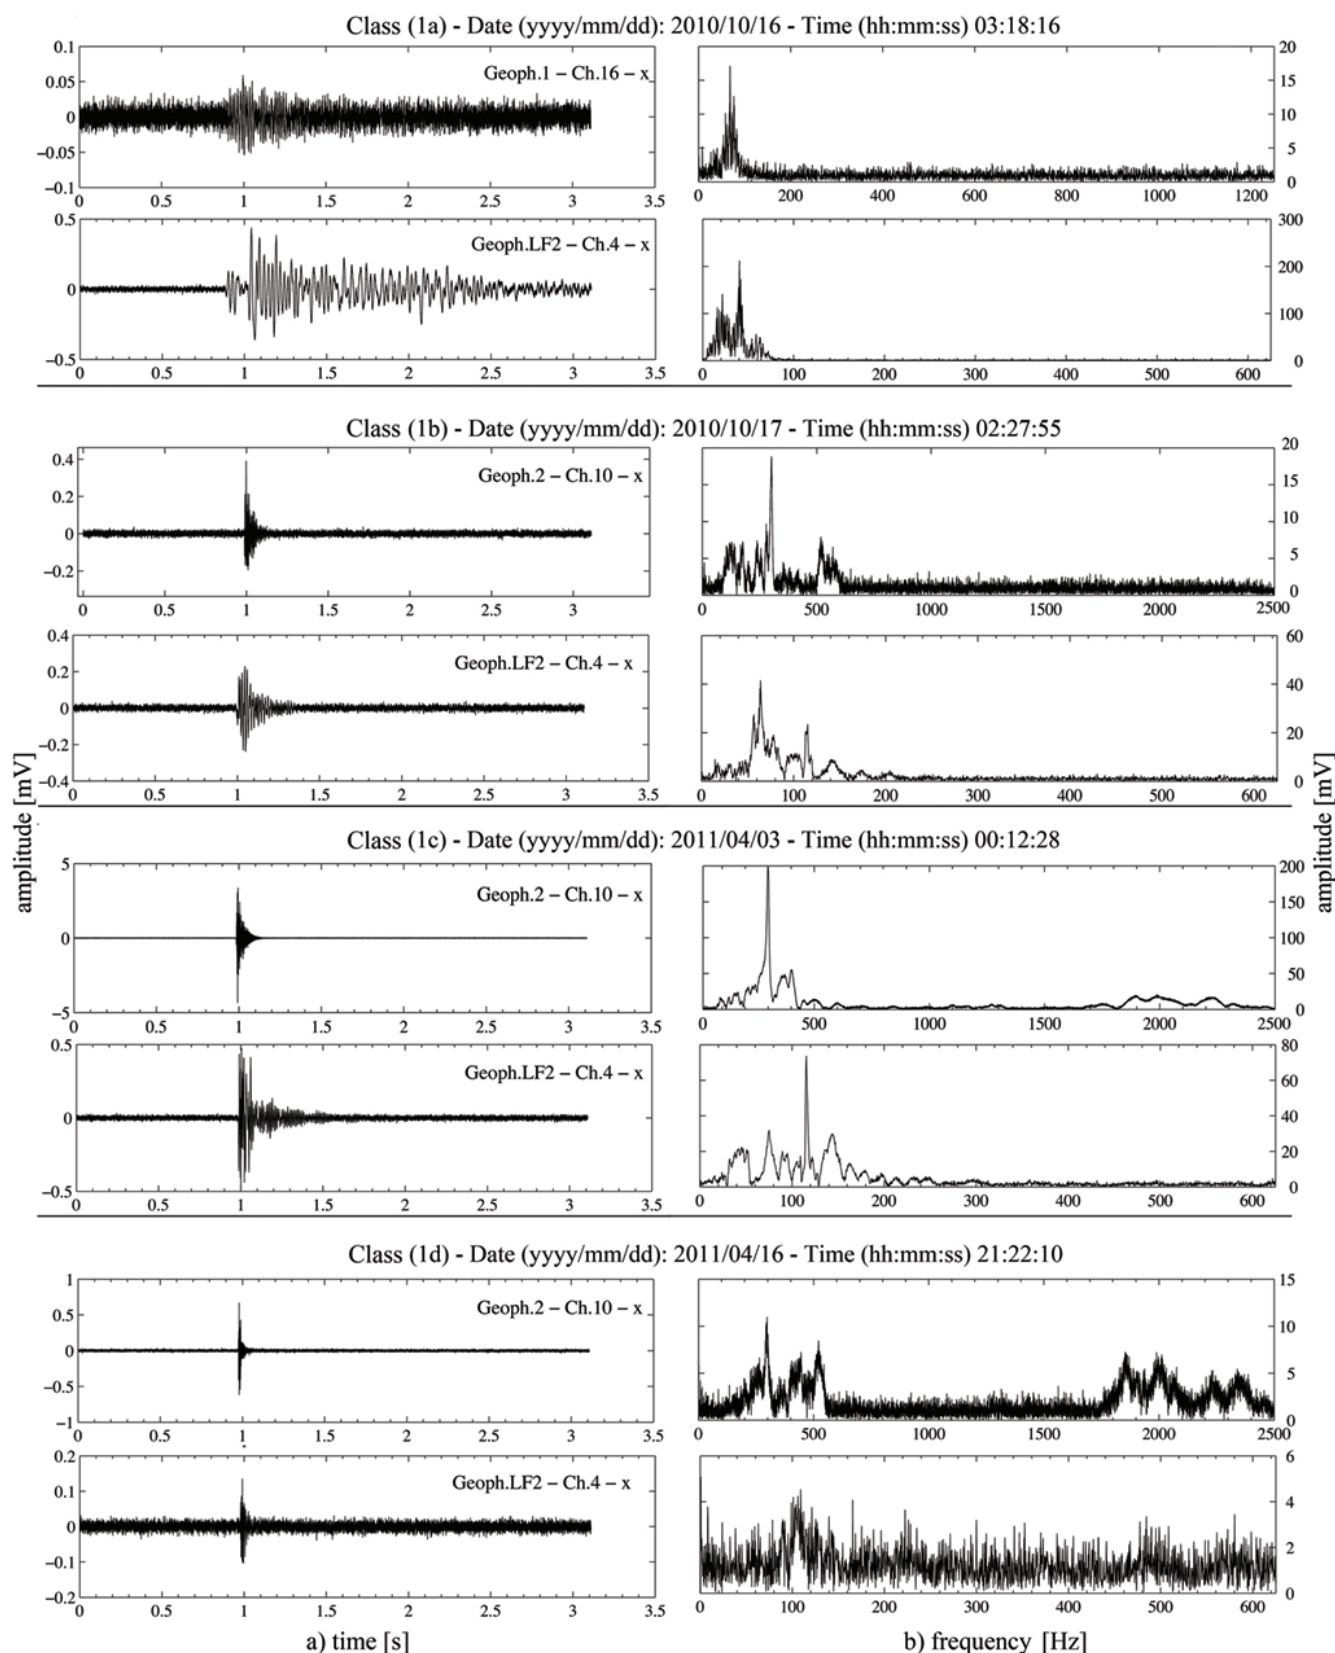 Class (1a) - Date (yyyy/mm/dd): 2010/10/16 - Time (hh:mm:ss) 03:18:16
0.1
0.05
0
−0.05
−0.1
Geoph.1 – Ch.16 – x
0 0.5 1 1.5 2 2.5 3 3.5
20
15
10
5
0
0 200 400 600 800 1000 1200
0.5
0
−0.5
Geoph.LF2 – Ch.4 – x
0 0.5 1 1.5 2 2.5 3 3.5
300
200
100
0
0 100 200 300 400 500 600
Class (1b) - Date (yyyy/mm/dd): 2010/10/17 - Time (hh:mm:ss) 02:27:55
0.4
0.2
0
−0.2
Geoph.2 – Ch.10 – x
0 0.5 1 1.5 2 2.5 3
20
15
10
5
0
0 500 1000 1500 2000 2500
0.4
0.2
0
−0.2
−0.4
Geoph.LF2 – Ch.4 – x
0 0.5 1 1.5 2 2.5 3 3.5
60
40
20
0
0 100 200 300 400 500 600
amplitude [mV]
amplitude [mV]
Class (1c) - Date (yyyy/mm/dd): 2011/04/03 - Time (hh:mm:ss) 00:12:28
5
0
−5
Geoph.2 – Ch.10 – x
0 0.5 1 1.5 2 2.5 3 3.5
200
150
100
50
0
0 500 1000 1500 2000 2500
0.5
0
−0.5
Geoph.LF2 – Ch.4 – x
0 0.5 1 1.5 2 2.5 3 3.5
80
60
40
20
0
0 100 200 300 400 500 600
Class (1d) - Date (yyyy/mm/dd): 2011/04/16 - Time (hh:mm:ss) 21:22:10
1
0.5
0
−0.5
−1
Geoph.2 – Ch.10 – x
0 0.5 1 1.5 2 2.5 3 3.5
15
10
5
0
0 500 1000 1500 2000 2500
0.2
0.1
0
−0.1
−0.2
Geoph.LF2 – Ch.4 – x
0 0.5 1 1.5 2 2.5 3 3.5
6
4
2
0
0 100 200 300 400 500 600
a) time [s]
b) frequency [Hz]